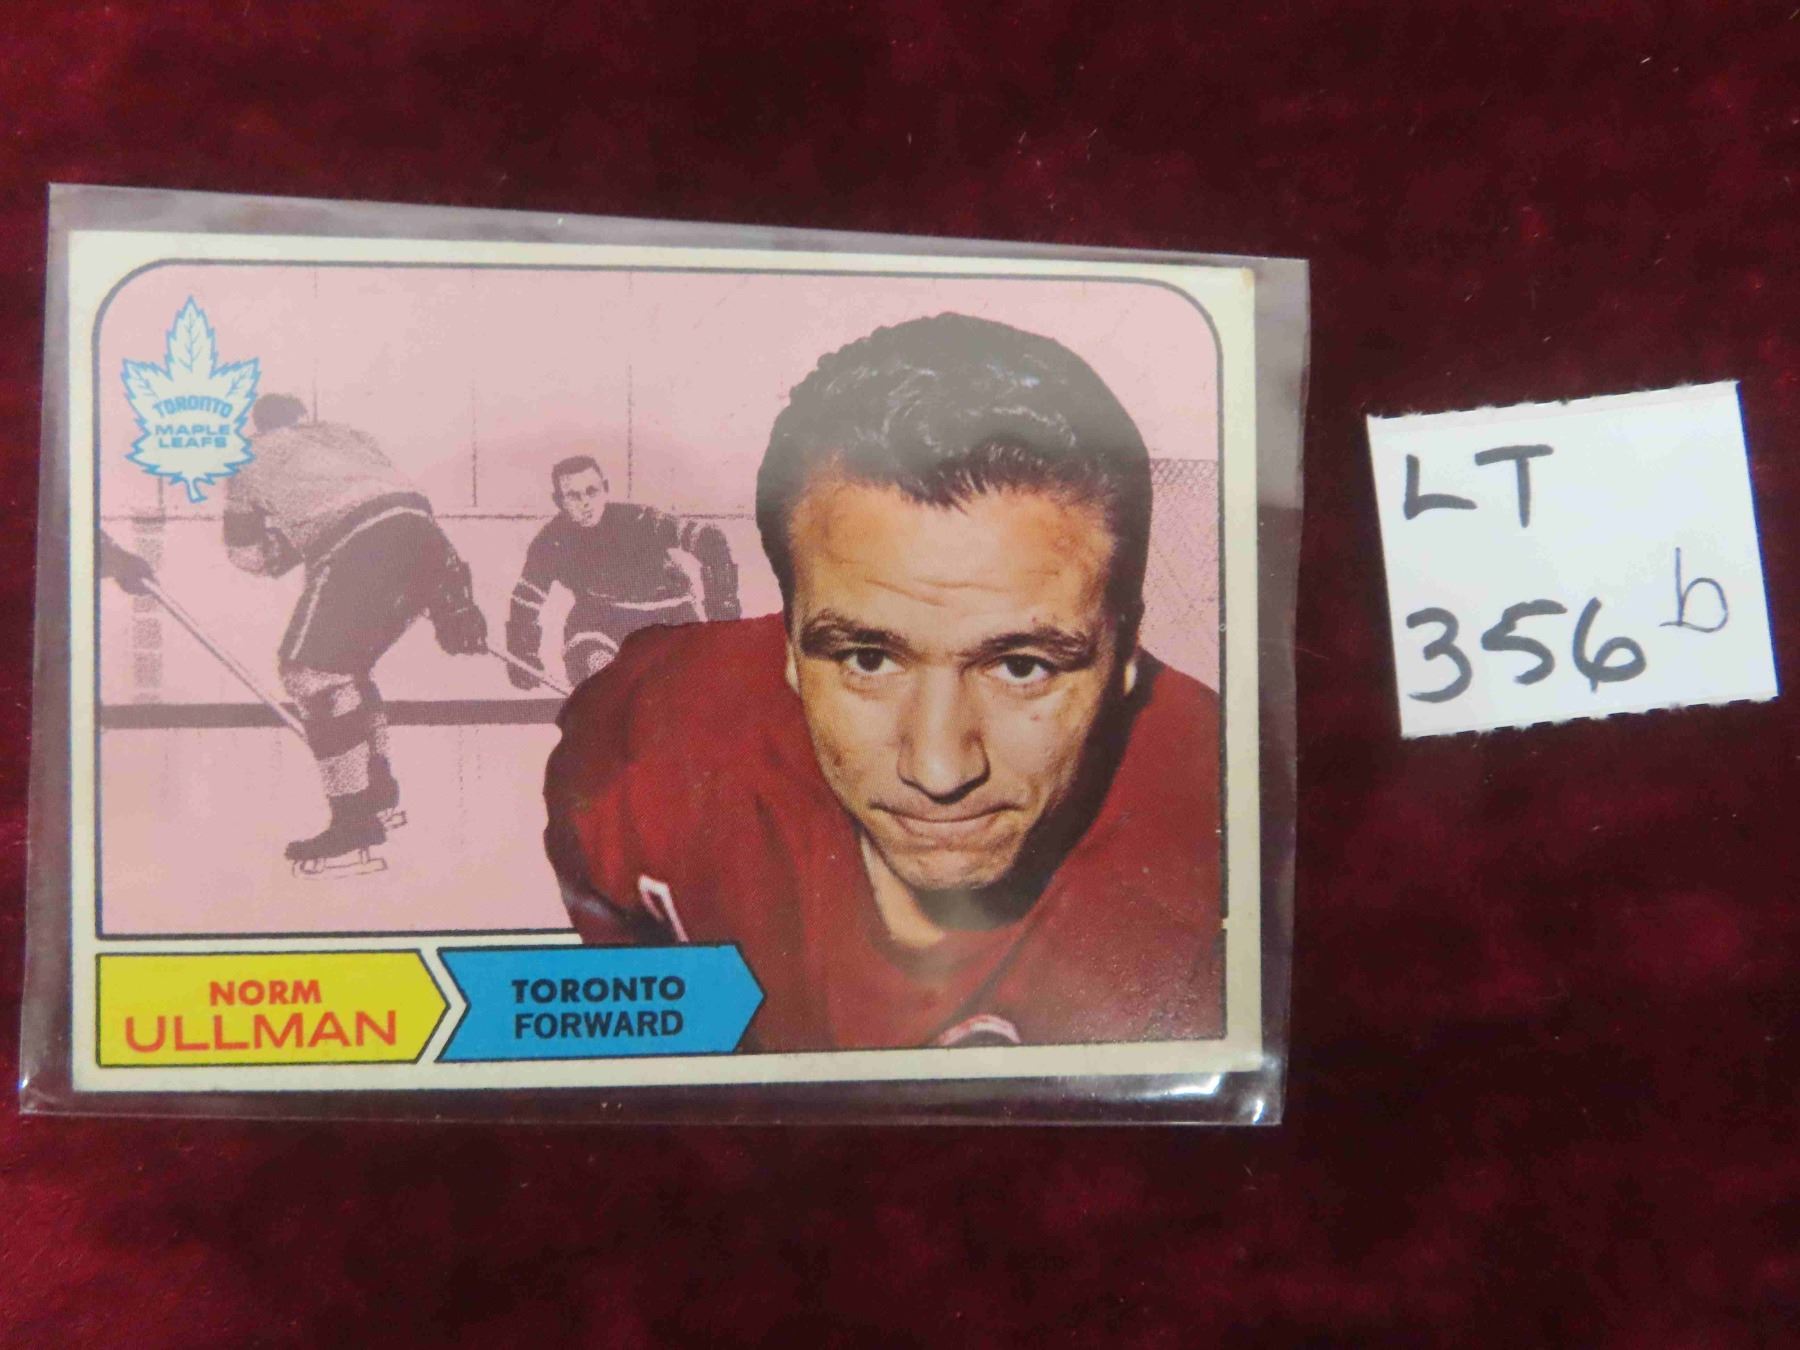 TORONTO
MAPLE
LEAFS
NORM
ULLMAN
TORONTO
FORWARD
LT
356 b